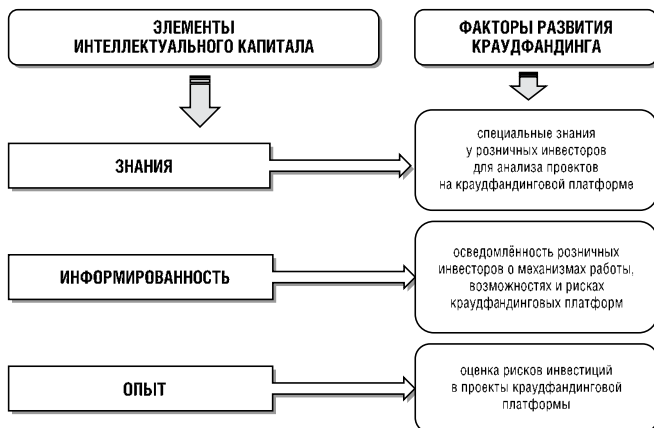 ЭЛЕМЕНТЫ
ИНТЕЛЛЕКТУАЛЬНОГО КАПИТАЛА
ФАКТОРЫ РАЗВИТИЯ
КРАУДФАНДИНГА
ЗНАНИЯ
специальные знания
у розничных инвесторов
для анализа проектов
на краудфандинговой платформе
ИНФОРМИРОВАННОСТЬ
осведомлённость розничных
инвесторов о механизмах работы,
возможностях и рисках
краудфандинговых платформ
ОПЫТ
оценка рисков инвестиций
в проекты краудфандинговой
платформы